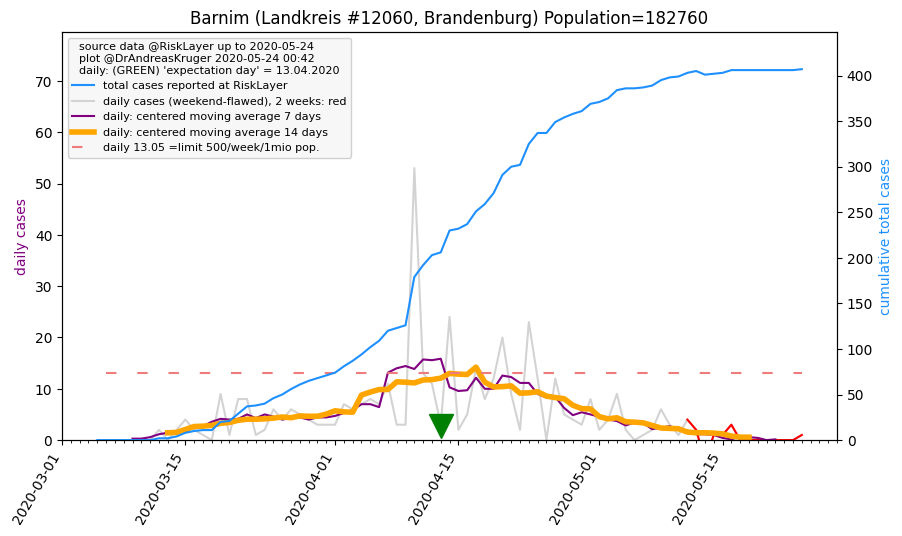 Barnim (Landkreis #12060, Brandenburg) Population=182760
source data @RiskLayer up to 2020-05-24
plot @DrAndreasKruger 2020-05-24 00:42
daily: (GREEN) 'expectation day' = 13.04.2020
total cases reported at RiskLayer
daily cases (weekend-flawed), 2 weeks: red
daily: centered moving average 7 days
daily: centered moving average 14 days
daily 13.05 =limit 500/week/1mio pop.
daily cases
70
60
50
40
30
20
10
0
cumulative total cases
400
350
300
250
200
150
100
50
0
2020-03-01
2020-03-15
2020-04-01
2020-04-15
2020-05-01
2020-05-15